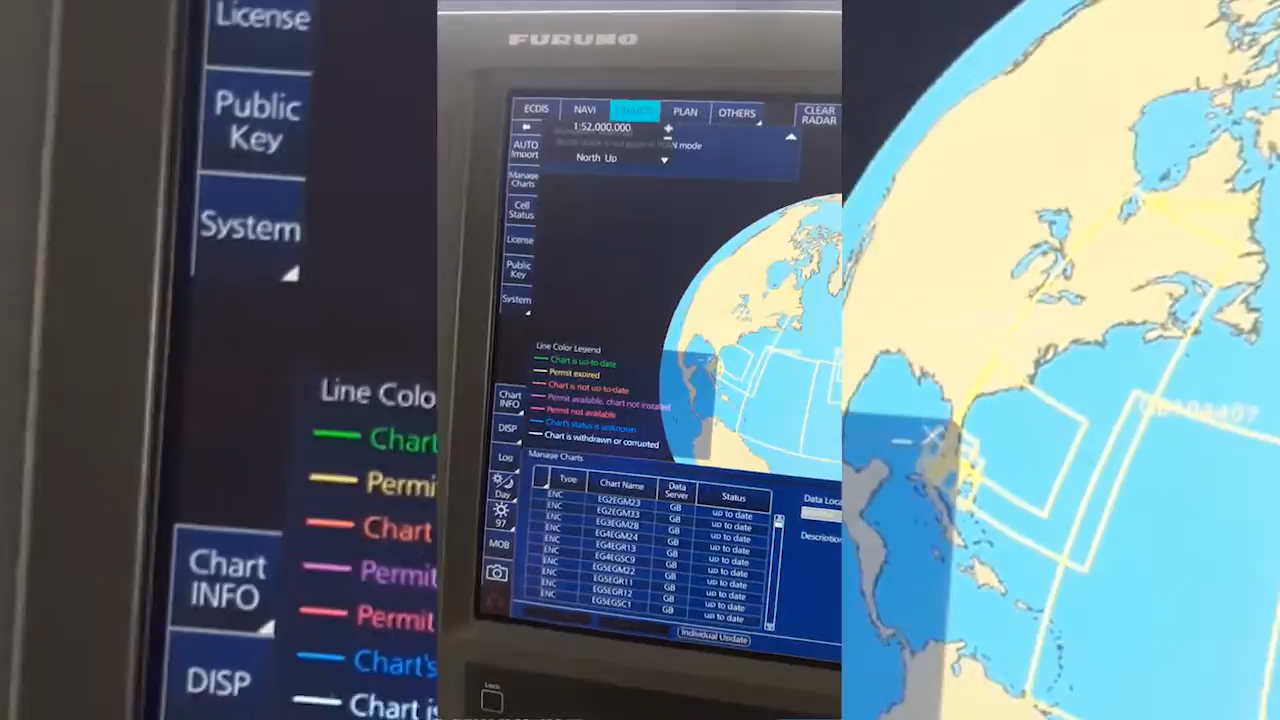 License
Public
Key
System
Line Colo
Chart
Permi
Chart
Permit
Permit
Chart's
Chart is
Chart
INFO
DISP
FURUNO
ECDIS
NAVI
CHARTS
PLAN
OTHERS
CLEAR
RADAR
1:52,000,000
N mode
North Up
AUTO
Import
Manage
Charts
Cell
Status
License
Public
Key
System
Line Color Legend
Chart is up-to-date
Permit expired
Chart is not up-to-date
Permit available, chart not installed
Permit not available
Chart's status is unknown
Chart is withdrawn or corrupted
Chart
INFO
DISP
Log
Day
97
MOB
Manage Charts
Type Chart Name Data Server Status
ENC EG2EGM23 GB up to date
ENC EG2EGM33 GB up to date
ENC EG3EGM28 GB up to date
ENC EG4EGM24 GB up to date
ENC EG4EGR13 GB up to date
ENC EG4EGSC9 GB up to date
ENC EG5EGM22 GB up to date
ENC EG5EGR11 GB up to date
ENC EG5EGR12 GB up to date
ENC EG5EGSC1 GB up to date
Data Loca
Description
Individual Update
Lock